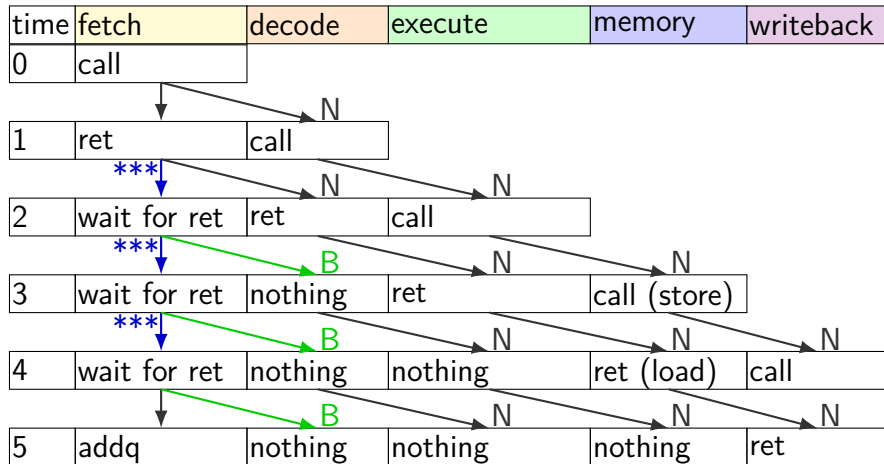 time fetch decode execute memory writeback
0 call
N
1 ret call
*** N N
2 wait for ret ret call
*** B N N
3 wait for ret nothing ret call (store)
*** B N N N
4 wait for ret nothing nothing ret (load) call
B N N N
5 addq nothing nothing nothing ret